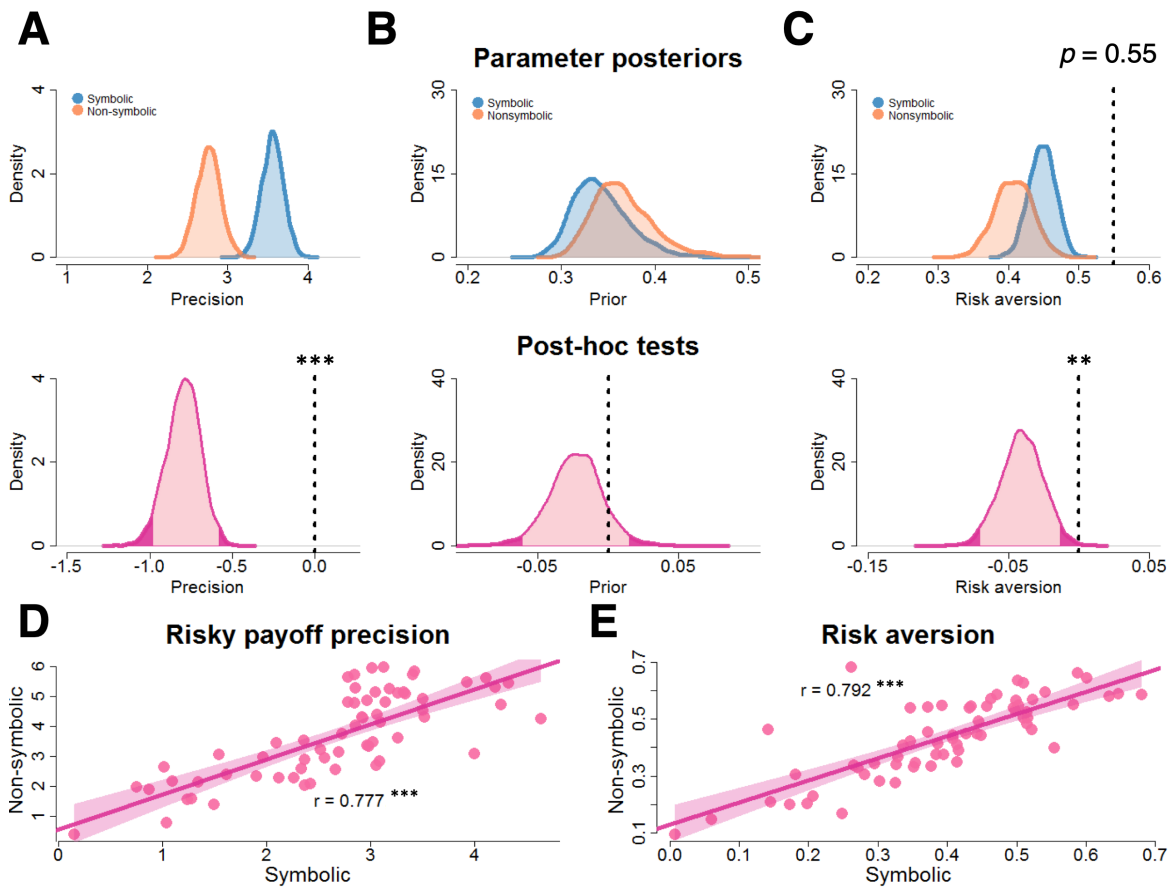 A
B
C
Parameter posteriors
p = 0.55
Symbolic
Non-symbolic
Density
0
2
4
1
2
3
4
Precision
Symbolic
Nonsymbolic
Density
0
15
30
0.2
0.3
0.4
0.5
Prior
Symbolic
Nonsymbolic
Density
0
15
30
0.2
0.3
0.4
0.5
0.6
Risk aversion
Post-hoc tests
***
Density
0
2
4
-1.5
-1.0
-0.5
0.0
Precision
Density
0
20
40
-0.05
0.05
Prior
**
Density
0
20
40
-0.15
-0.05
0.05
Risk aversion
D
Risky payoff precision
Non-symbolic
1
2
3
4
5
6
r = 0.777 ***
0
1
2
3
4
Symbolic
E
Risk aversion
Non-symbolic
0.1
0.3
0.5
0.7
r = 0.792 ***
0.0
0.1
0.2
0.3
0.4
0.5
0.6
0.7
Symbolic